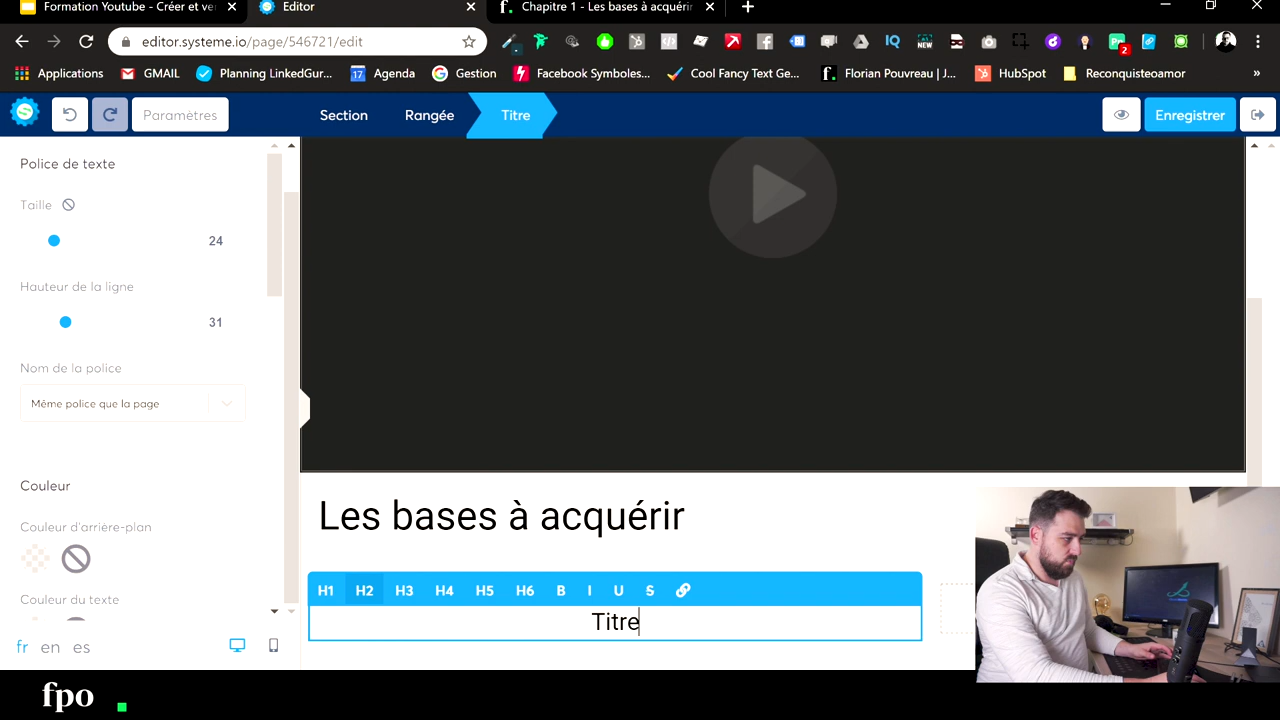 Formation Youtube - Créer et ve
Editor
Chapitre 1 - Les bases à acquérir
editor.systeme.io/page/546721/edit
IQ
NEW
2
Applications
GMAIL
Planning LinkedGur...
17 Agenda
Gestion
Facebook Symboles...
Cool Fancy Text Ge...
f. Florian Pouvreau | J...
HubSpot
Reconquisteoamor
»
Paramètres
Section
Rangée
Titre
Enregistrer
Police de texte
Taille
24
Hauteur de la ligne
31
Nom de la police
Même police que la page
Couleur
Couleur d'arrière-plan
Couleur du texte
fr en es
Les bases à acquérir
H1 H2 H3 H4 H5 H6 B I U S
Titre
fpo